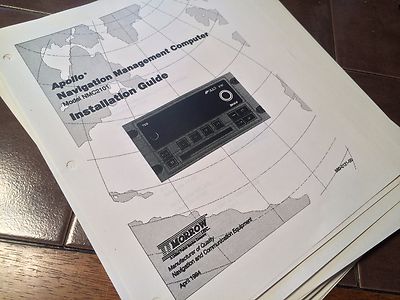 Apollo®
Navigation Management Computer
Model NMC2101
Installation Guide
II MORROW
Manufacturer of Quality
Navigation and Communication Equipment
April 1994